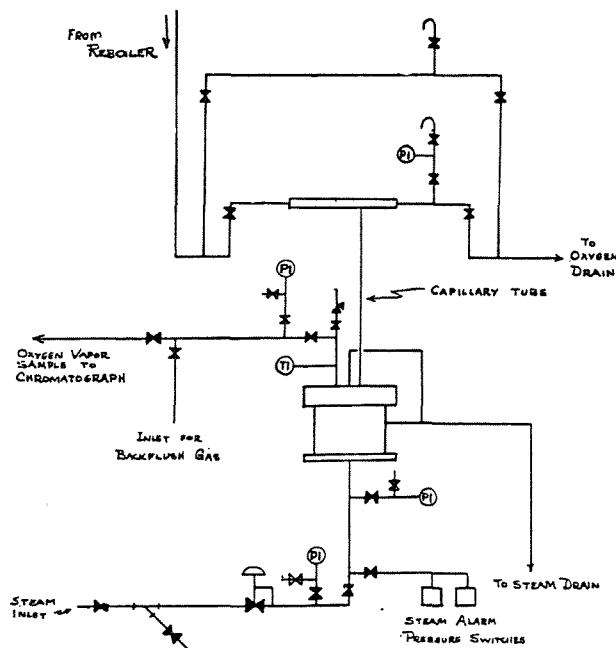 FROM
REBOILER
PI
TO
OXYGEN
DRAIN
PI
CAPILLARY TUBE
OXYGEN VAPOR
SAMPLE TO
CHROMATOGRAPH
TI
INLET FOR
BACKFLUSH GAS
PI
PI
TO STEAM DRAIN
STEAM
INLET
STEAM ALARM
PRESSURE SWITCHES